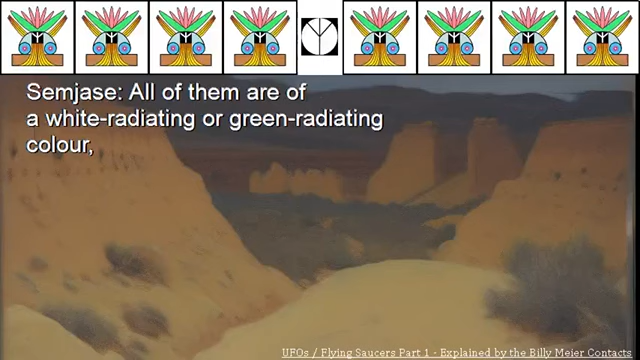 Semjase: All of them are of
a white-radiating or green-radiating
colour,
UFOs / Flying Saucers Part 1 - Explained by the Billy Meier Contacts